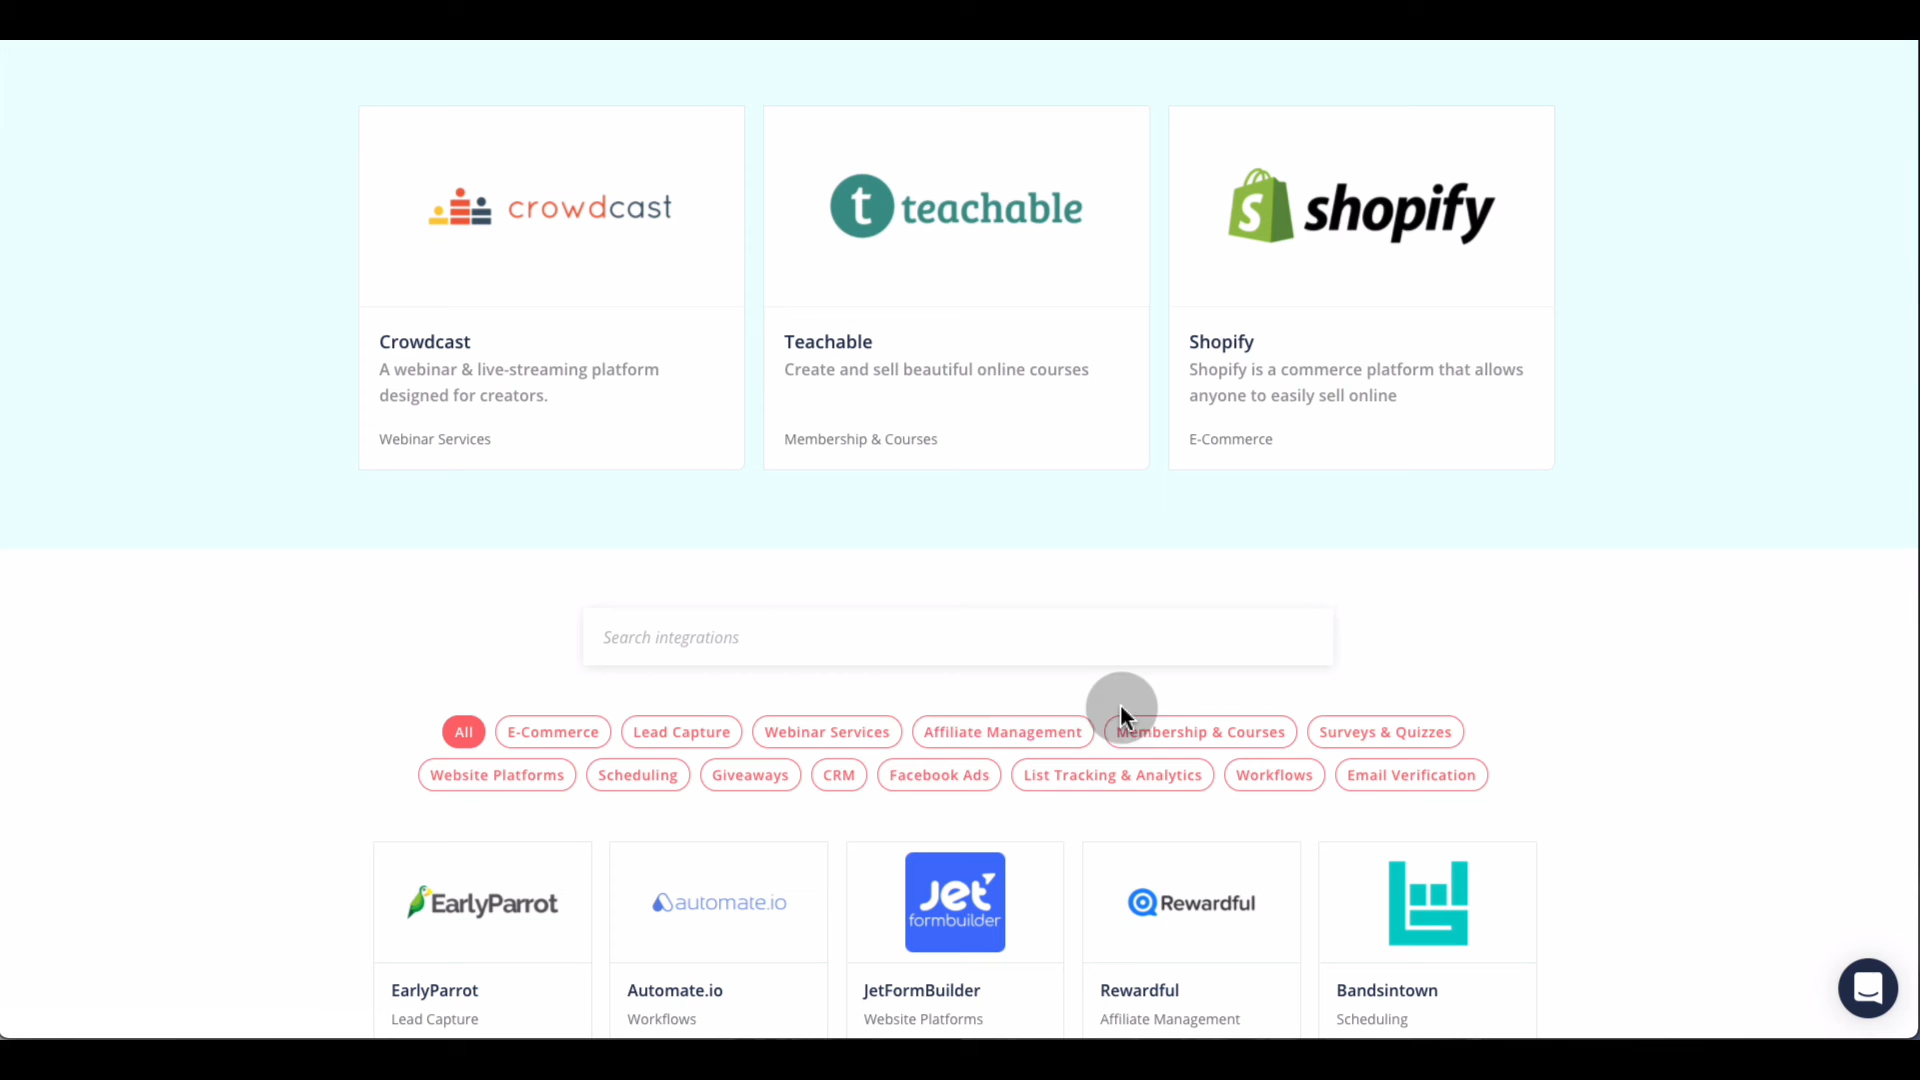 crowdcast
t teachable
S shopify
Crowdcast
A webinar & live-streaming platform
designed for creators.
Webinar Services
Teachable
Create and sell beautiful online courses
Membership & Courses
Shopify
Shopify is a commerce platform that allows
anyone to easily sell online
E-Commerce
Search integrations
All E-Commerce Lead Capture Webinar Services Affiliate Management Membership & Courses Surveys & Quizzes
Website Platforms Scheduling Giveaways CRM Facebook Ads List Tracking & Analytics Workflows Email Verification
EarlyParrot
automate.io
Jet
formbuilder
Rewardful
EarlyParrot
Lead Capture
Automate.io
Workflows
JetFormBuilder
Website Platforms
Rewardful
Affiliate Management
Bandsintown
Scheduling